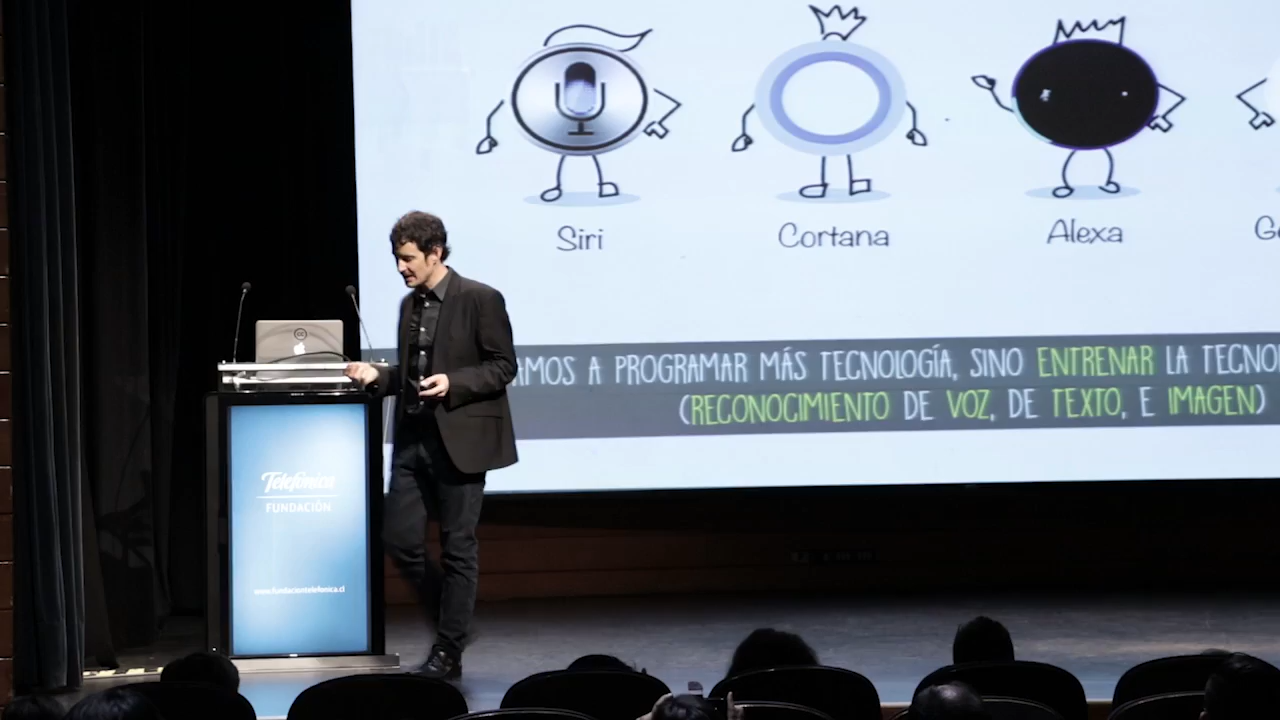 Siri
Cortana
Alexa
AMOS A PROGRAMAR MÁS TECNOLOGÍA, SINO ENTRENAR LA TECNO
(RECONOCIMIENTO DE VOZ, DE TEXTO, E IMAGEN)
cc
Telefónica
FUNDACIÓN
www.fundaciontelefonica.cl